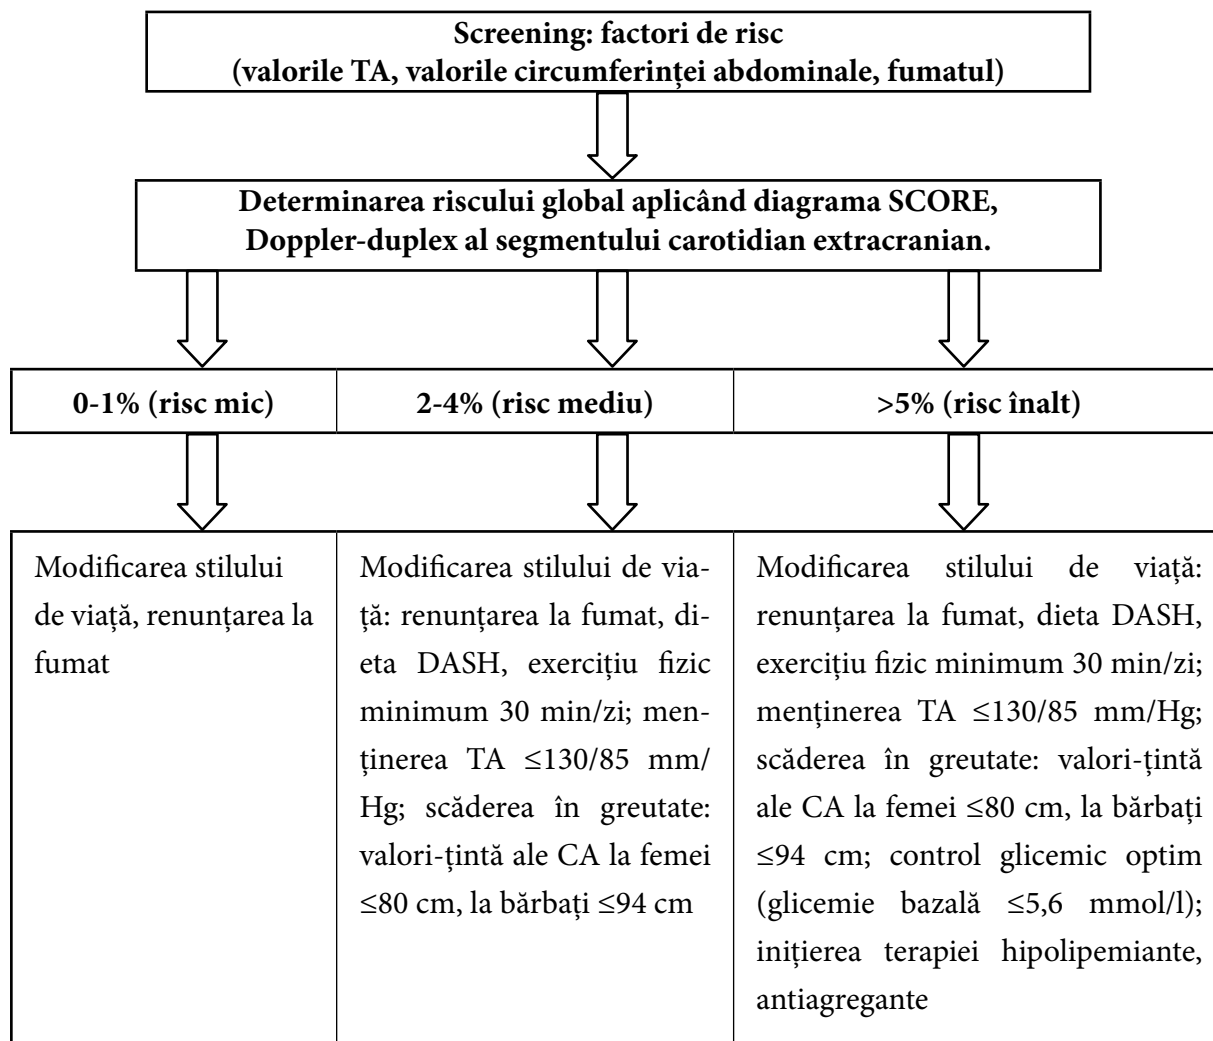 Screening: factori de risc
(valorile TA, valorile circumferinței abdominale, fumatul)
Determinarea riscului global aplicând diagrama SCORE,
Doppler-duplex al segmentului carotidian extracranian.
0-1% (risc mic)
2-4% (risc mediu)
>5% (risc înalt)
Modificarea stilului
de viață, renunțarea la
fumat
Modificarea stilului de via-
ță: renunțarea la fumat, di-
eta DASH, exercițiu fizic
minimum 30 min/zi; men-
ținerea TA ≤130/85 mm/
Hg; scăderea în greutate:
valori-țintă ale CA la femei
≤80 cm, la bărbați ≤94 cm
Modificarea stilului de viață:
renunțarea la fumat, dieta DASH,
exercițiu fizic minimum 30 min/zi;
menținerea TA ≤130/85 mm/Hg;
scăderea în greutate: valori-țintă
ale CA la femei ≤80 cm, la bărbați
≤94 cm; control glicemic optim
(glicemie bazală ≤5,6 mmol/l);
inițierea terapiei hipolipemiante,
antiagregante